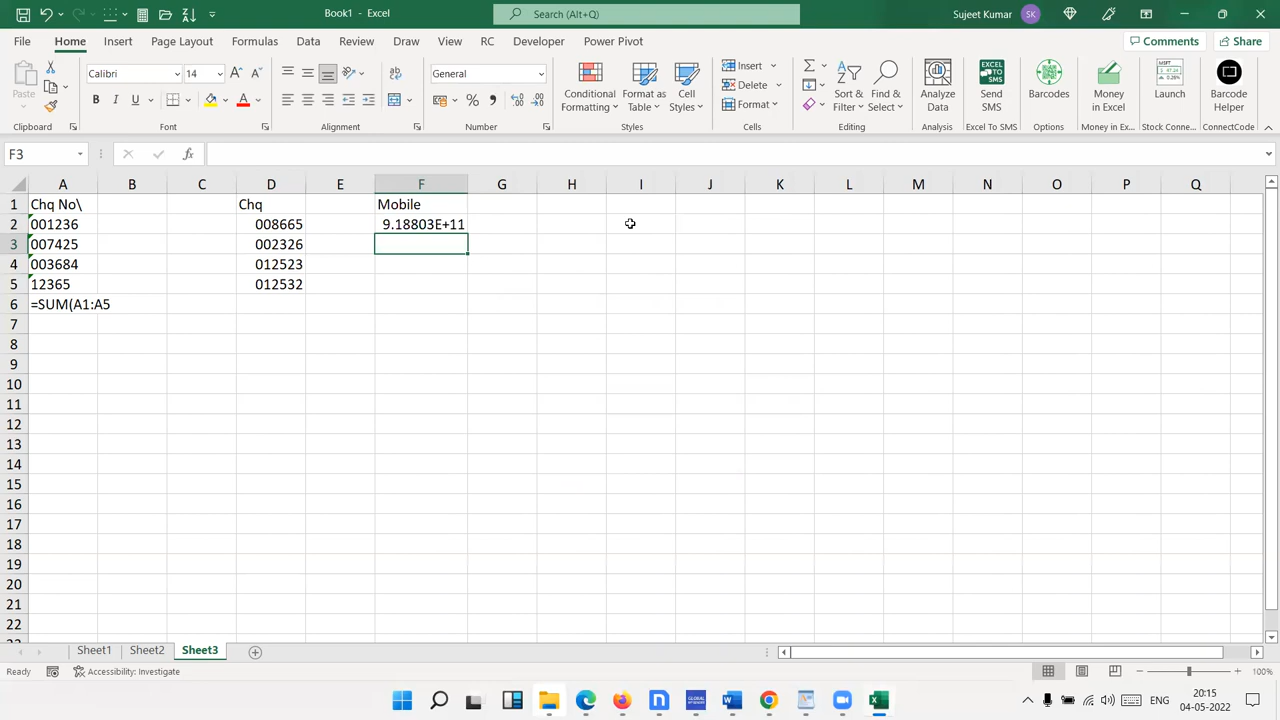 Book1 - Excel
Search (Alt+Q)
Sujeet Kumar
SK
File Home Insert Page Layout Formulas Data Review View Draw RC Developer Power Pivot
Comments
Share
Paste
Calibri
14
General
Conditional Formatting
Format as Table
Cell Styles
Insert
Delete
Format
Sort & Filter
Find & Select
Analyze Data
Send SMS
Barcodes
Money in Excel
Launch
Barcode Helper
Clipboard
Font
Alignment
Number
Styles
Cells
Editing
Analysis
Excel To SMS
Options
Money in Ex...
Stock Conne...
ConnectCode
F3
fx
A B C D E F G H I J K L M N O P Q
1 Chq No\ Chq Mobile
2 001236 008665 9.18803E+11
3 007425 002326
4 003684 012523
5 12365 012532
6 =SUM(A1:A5
7
8
9
10
11
12
13
14
15
16
17
18
19
20
21
22
Sheet1 Sheet2 Sheet3
Ready
Accessibility: Investigate
100%
ENG
20:15
04-05-2022